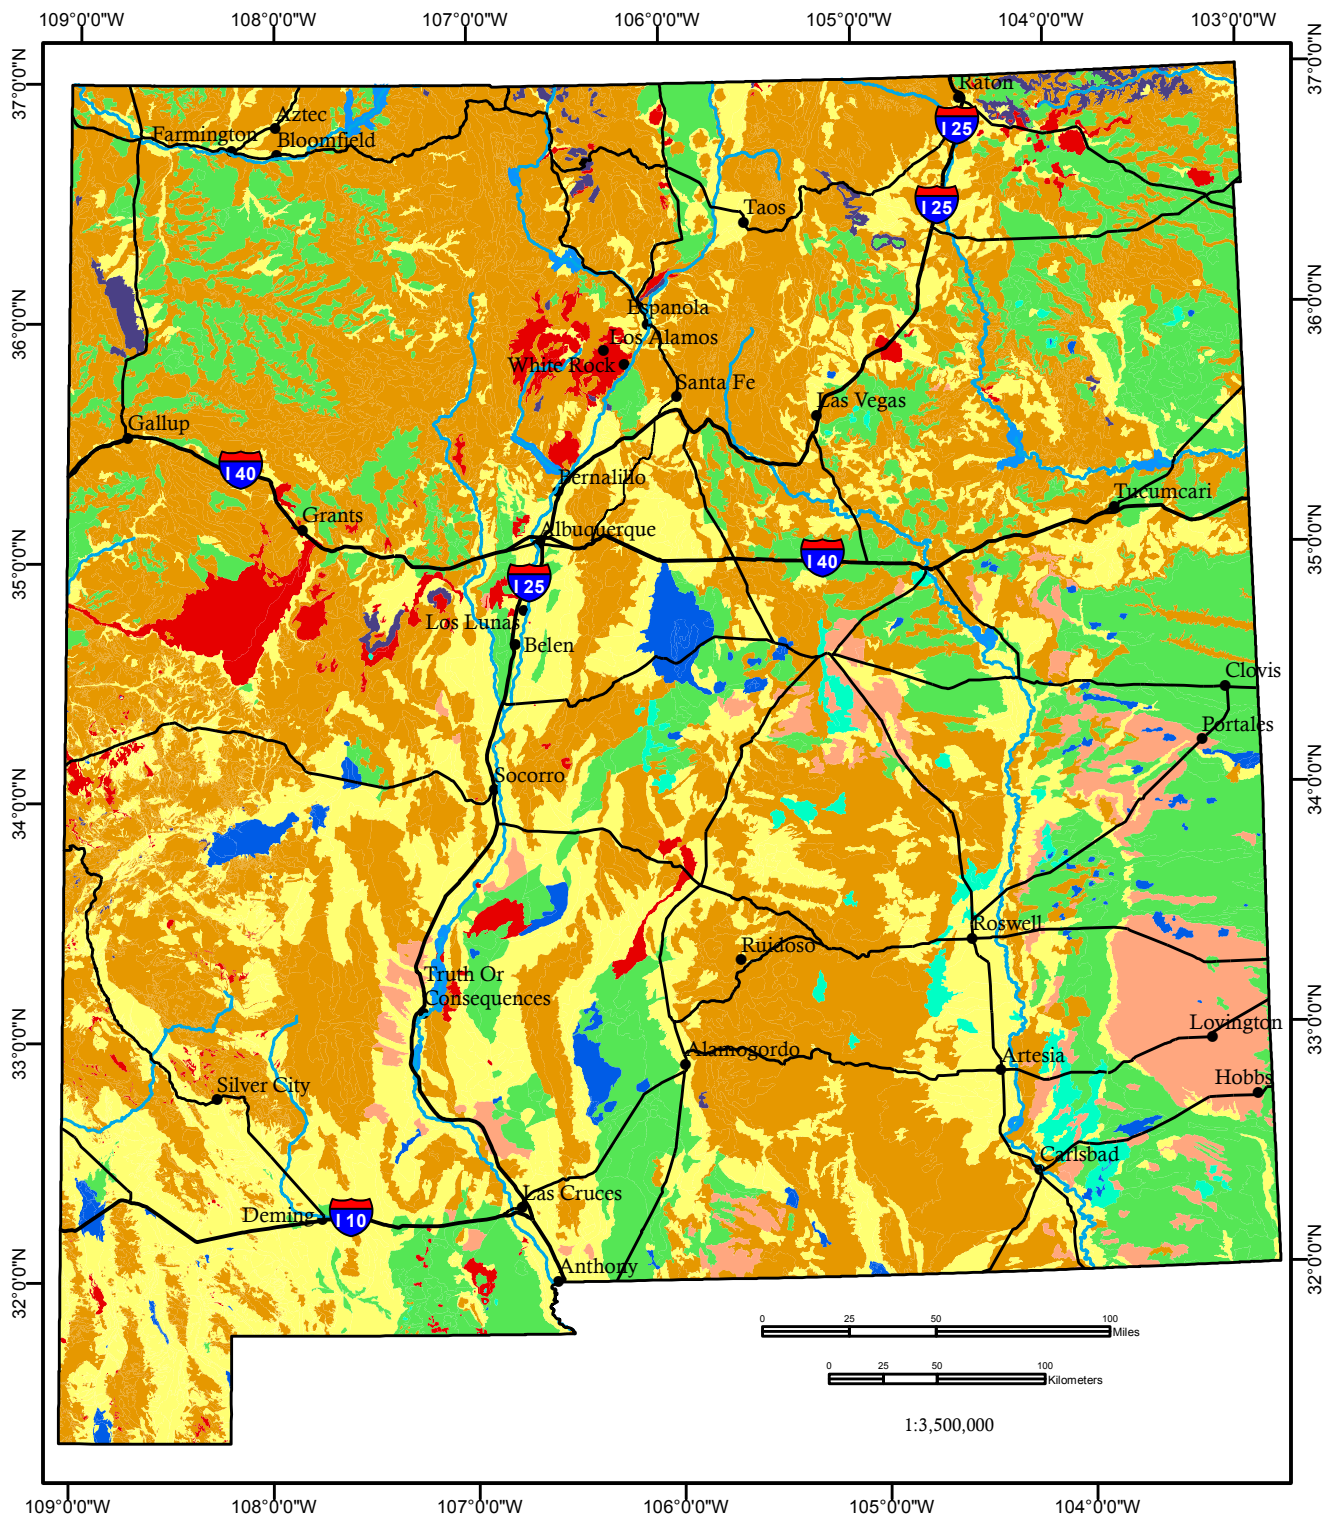 109°0'0"W 108°0'0"W 107°0'0"W 106°0'0"W 105°0'0"W 104°0'0"W 103°0'0"W
37°0'0"N
37°0'0"N
Raton
Aztec
Farmington
Bloomfield
I 25
I 25
Taos
36°0'0"N
36°0'0"N
Espanola
Los Alamos
White Rock
Santa Fe
Las Vegas
Gallup
I 40
Bernalillo
Tucumcari
Grants
Albuquerque
35°0'0"N
35°0'0"N
I 40
I 25
Los Lunas
Belen
Clovis
Portales
Socorro
34°0'0"N
34°0'0"N
Roswell
Ruidoso
Truth Or
Consequences
33°0'0"N
33°0'0"N
Lovington
Alamogordo
Artesia
Hobbs
Silver City
Carlsbad
Las Cruces
Deming
I 10
32°0'0"N
32°0'0"N
Anthony
0 25 50 100
Miles
0 25 50 100
Kilometers
1:3,500,000
109°0'0"W 108°0'0"W 107°0'0"W 106°0'0"W 105°0'0"W 104°0'0"W